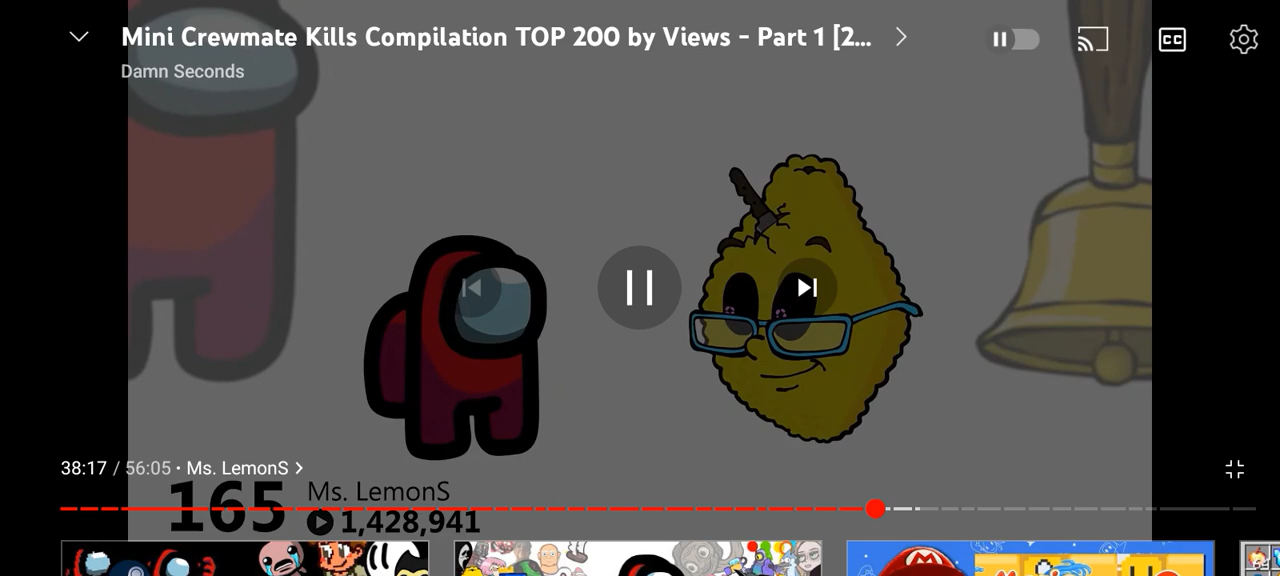 Mini Crewmate Kills Compilation TOP 200 by Views - Part 1 [2...
Damn Seconds
CC
38:17 / 56:05 • Ms. LemonS
165 Ms. LemonS
1,428,941